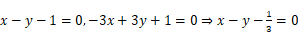 x − y − 1 = 0, −3x + 3y + 1 = 0 ⇒ x − y − 1/3 = 0